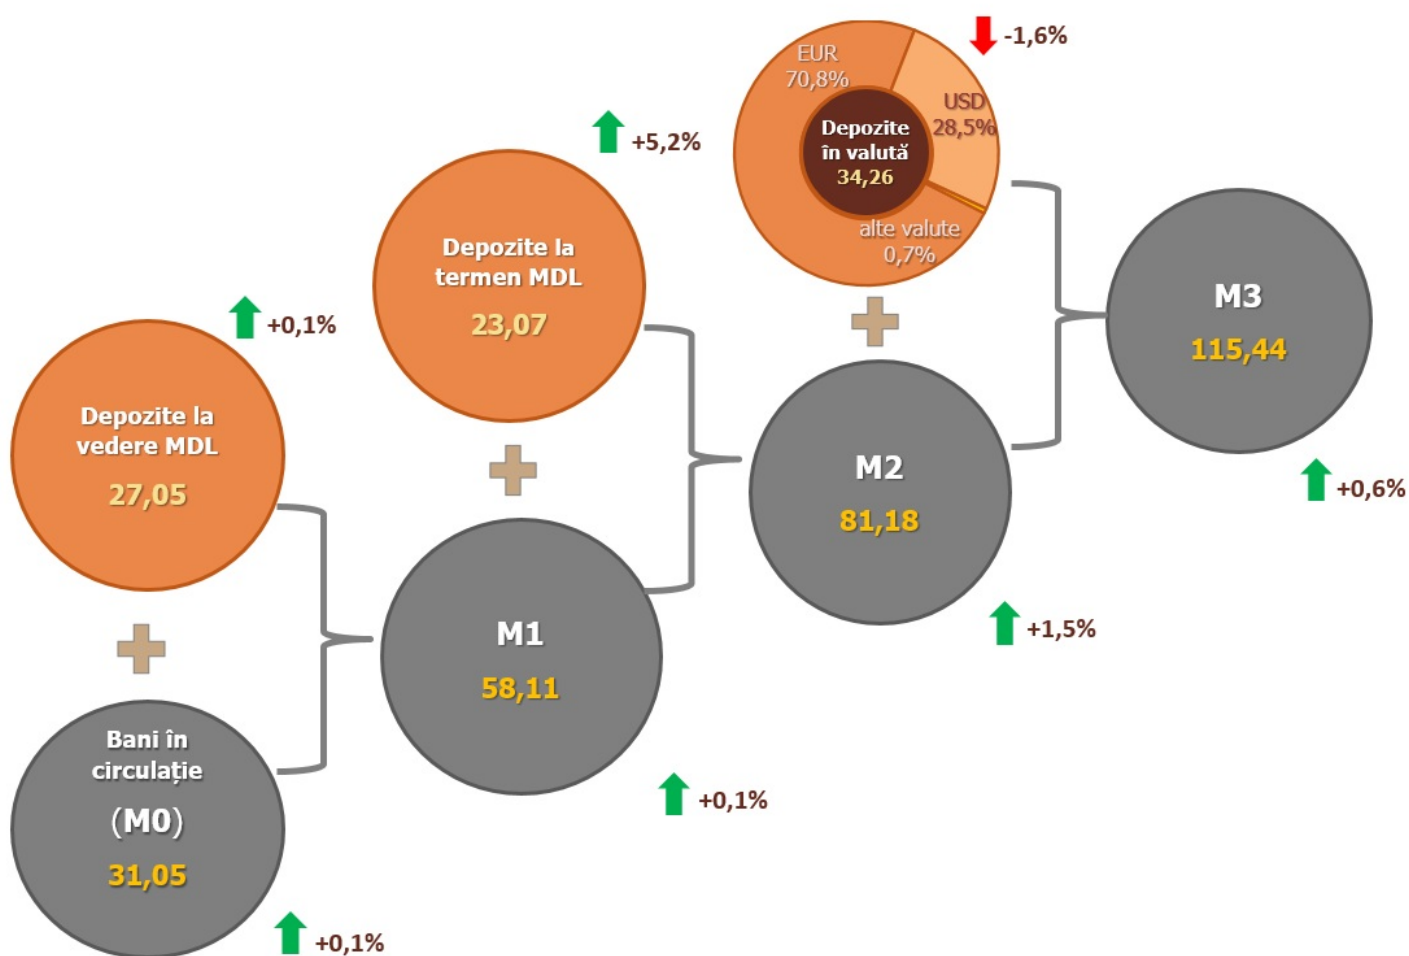 EUR
70,8%
USD
28,5%
Depozite
în valută
34,26
alte valute
0,7%
-1,6%
Depozite la
termen MDL
23,07
+5,2%
M3
115,44
+0,6%
Depozite la
vedere MDL
27,05
+0,1%
M2
81,18
+1,5%
M1
58,11
+0,1%
Bani în
circulație
(M0)
31,05
+0,1%